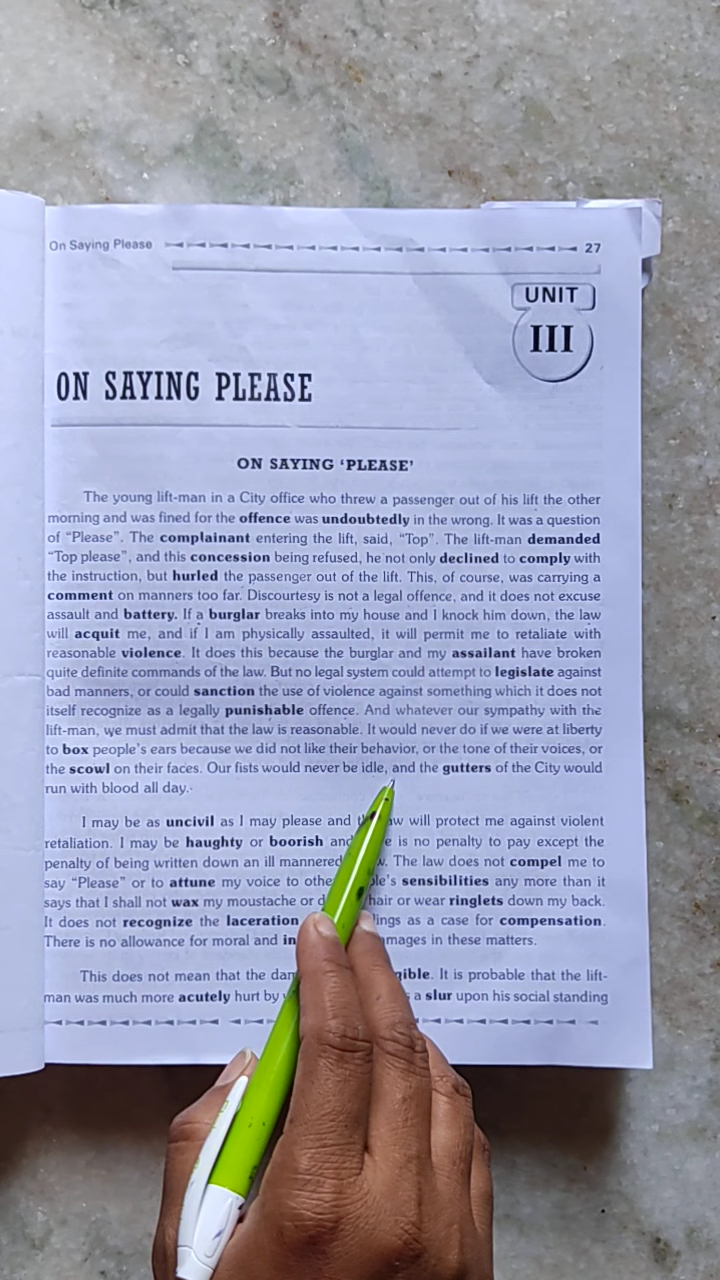 On Saying Please 27
UNIT
III
ON SAYING PLEASE
ON SAYING ‘PLEASE’
The young lift-man in a City office who threw a passenger out of his lift the other
morning and was fined for the offence was undoubtedly in the wrong. It was a question
of “Please”. The complainant entering the lift, said, “Top”. The lift-man demanded
“Top please”, and this concession being refused, he not only declined to comply with
the instruction, but hurled the passenger out of the lift. This, of course, was carrying a
comment on manners too far. Discourtesy is not a legal offence, and it does not excuse
assault and battery. If a burglar breaks into my house and I knock him down, the law
will acquit me, and if I am physically assaulted, it will permit me to retaliate with
reasonable violence. It does this because the burglar and my assailant have broken
quite definite commands of the law. But no legal system could attempt to legislate against
bad manners, or could sanction the use of violence against something which it does not
itself recognize as a legally punishable offence. And whatever our sympathy with the
lift-man, we must admit that the law is reasonable. It would never do if we were at liberty
to box people’s ears because we did not like their behavior, or the tone of their voices, or
the scowl on their faces. Our fists would never be idle, and the gutters of the City would
run with blood all day.
I may be as uncivil as I may please and law will protect me against violent
retaliation. I may be haughty or boorish and is no penalty to pay except the
penalty of being written down an ill mannered The law does not compel me to
say “Please” or to attune my voice to sensibilities any more than it
says that I shall not wax my moustache or hair or wear ringlets down my back.
It does not recognize the laceration as a case for compensation.
There is no allowance for moral and in these matters.
This does not mean that the It is probable that the lift-
man was much more acutely hurt by a slur upon his social standing